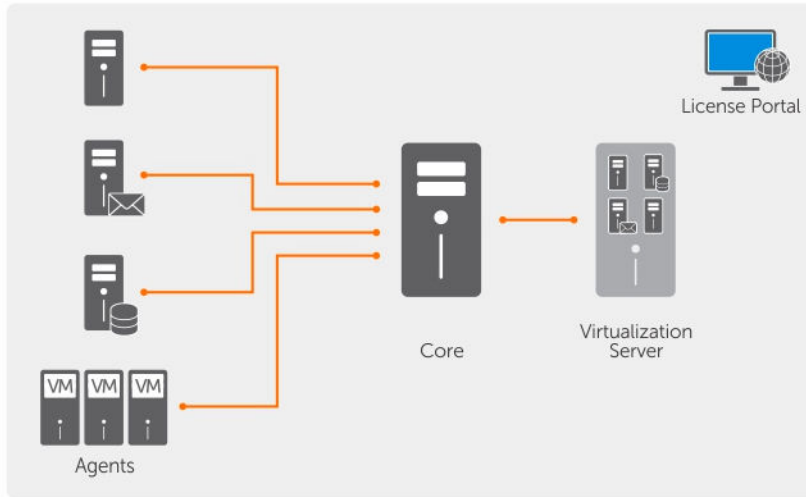 License Portal
VM VM VM
Agents
Core
Virtualization
Server